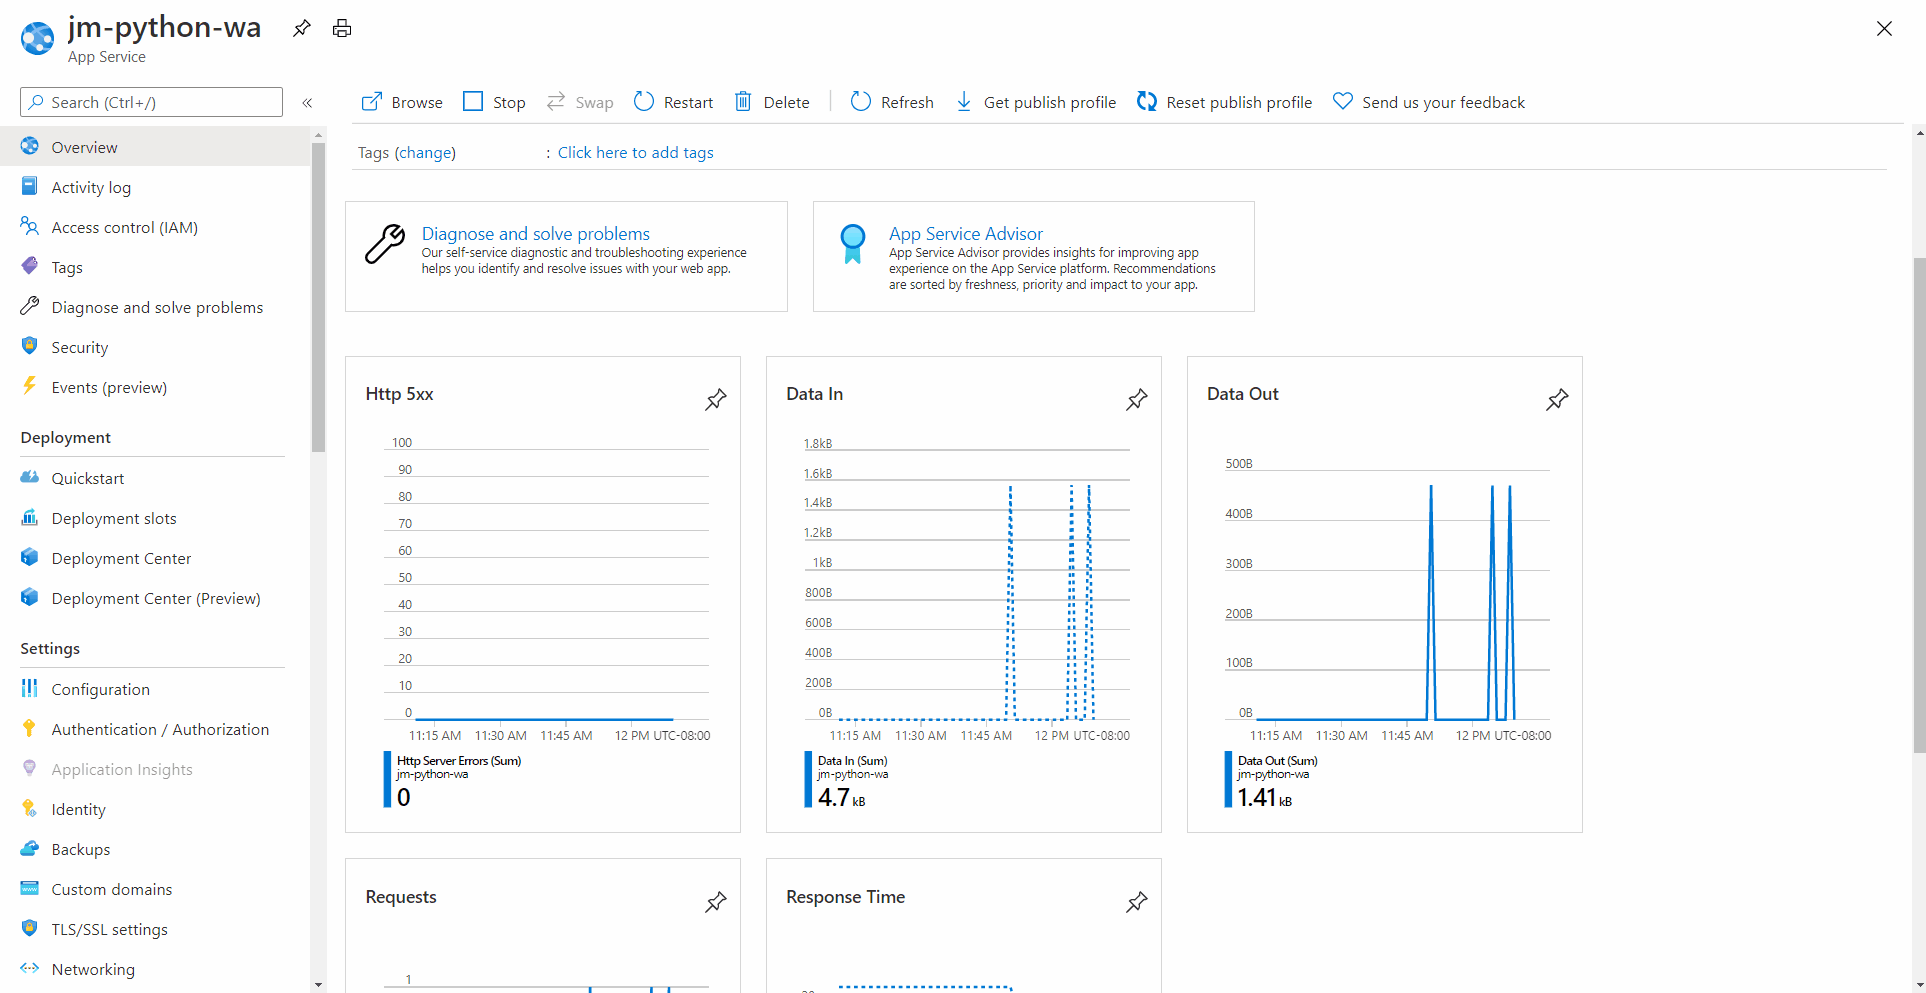 jm-python-wa
App Service
Search (Ctrl+/)
«
Browse
Stop
Swap
Restart
Delete
Refresh
Get publish profile
Reset publish profile
Send us your feedback
Overview
Activity log
Access control (IAM)
Tags
Diagnose and solve problems
Security
Events (preview)
Deployment
Quickstart
Deployment slots
Deployment Center
Deployment Center (Preview)
Settings
Configuration
Authentication / Authorization
Application Insights
Identity
Backups
Custom domains
TLS/SSL settings
Networking
Tags (change) : Click here to add tags
Diagnose and solve problems
Our self-service diagnostic and troubleshooting experience
helps you identify and resolve issues with your web app.
App Service Advisor
App Service Advisor provides insights for improving app
experience on the App Service platform. Recommendations
are sorted by freshness, priority and impact to your app.
Http 5xx
100
90
80
70
60
50
40
30
20
10
0
11:15 AM 11:30 AM 11:45 AM 12 PM UTC-08:00
Http Server Errors (Sum)
jm-python-wa
0
Data In
1.8kB
1.6kB
1.4kB
1.2kB
1kB
800B
600B
400B
200B
0B
11:15 AM 11:30 AM 11:45 AM 12 PM UTC-08:00
Data In (Sum)
jm-python-wa
4.7 kB
Data Out
500B
400B
300B
200B
100B
0B
11:15 AM 11:30 AM 11:45 AM 12 PM UTC-08:00
Data Out (Sum)
jm-python-wa
1.41 kB
Requests
1
Response Time